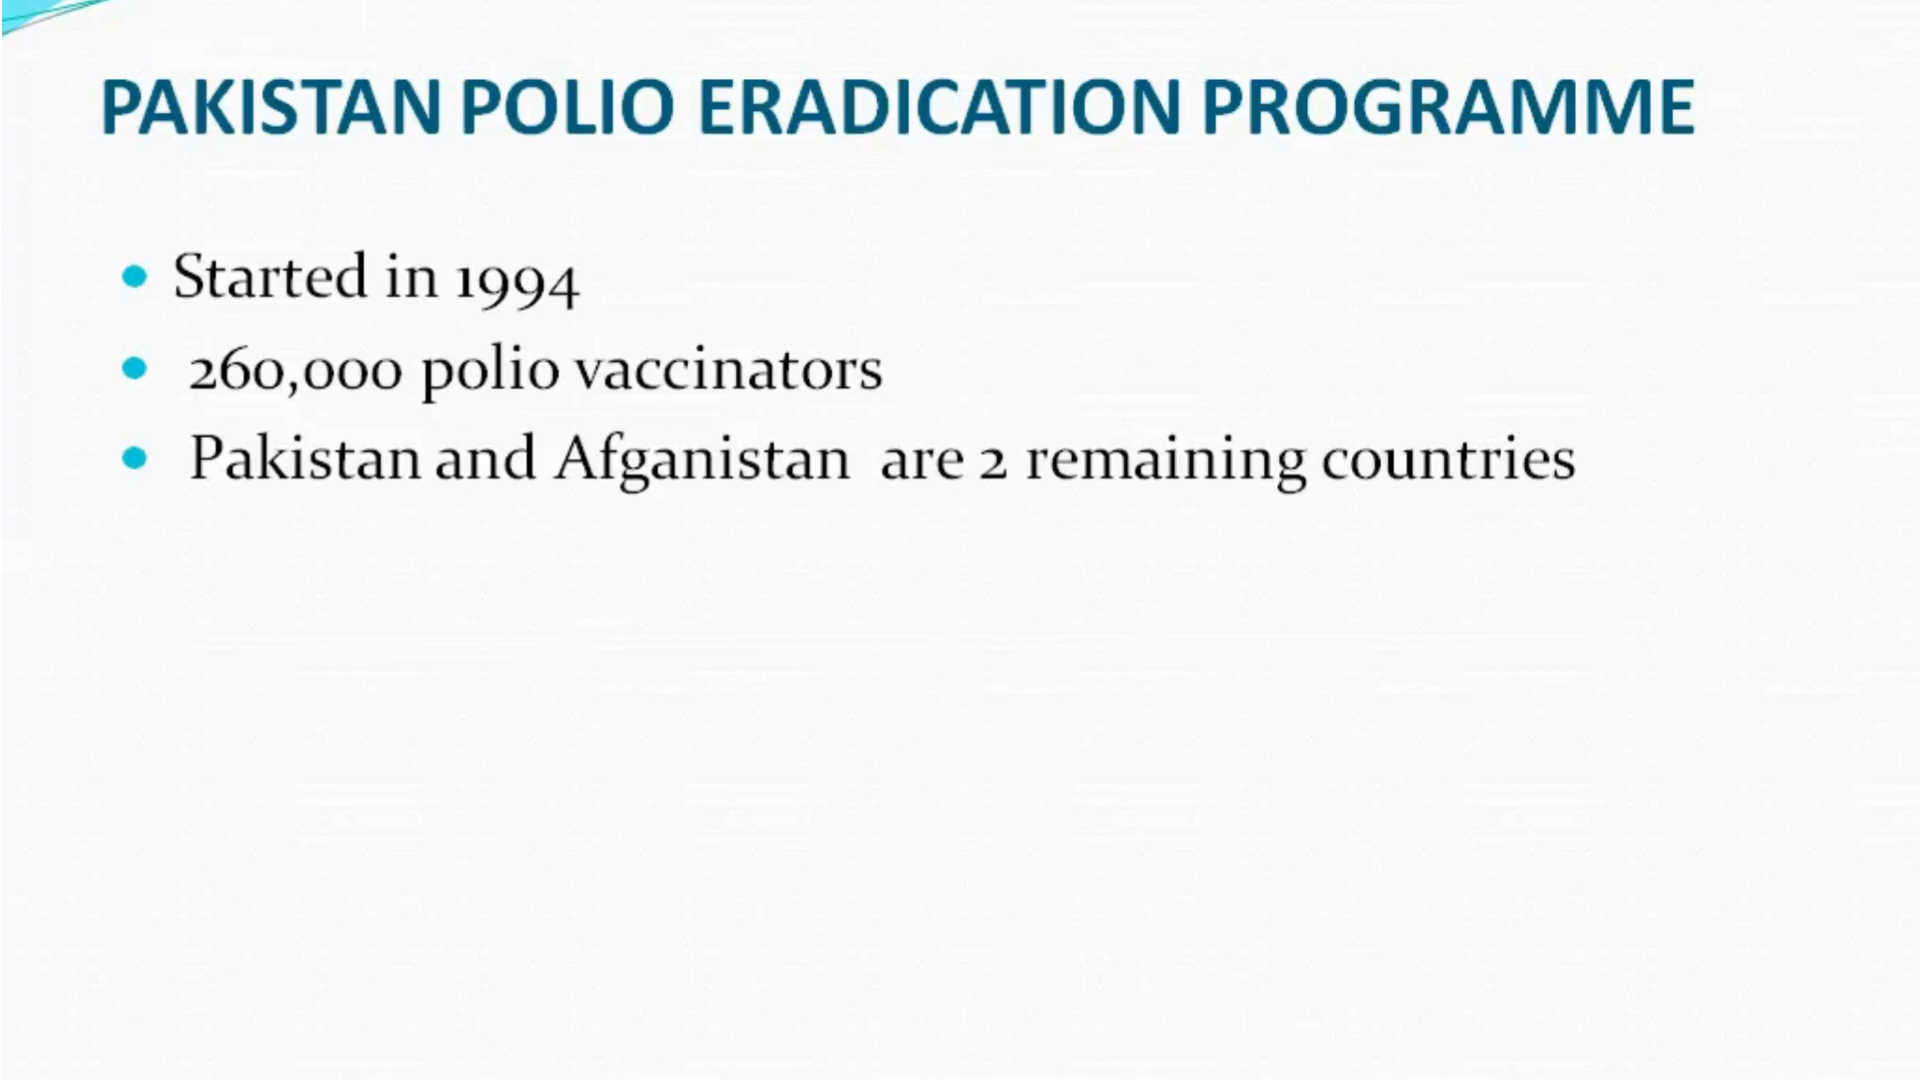 PAKISTAN POLIO ERADICATION PROGRAMME
• Started in 1994
• 260,000 polio vaccinators
• Pakistan and Afganistan are 2 remaining countries